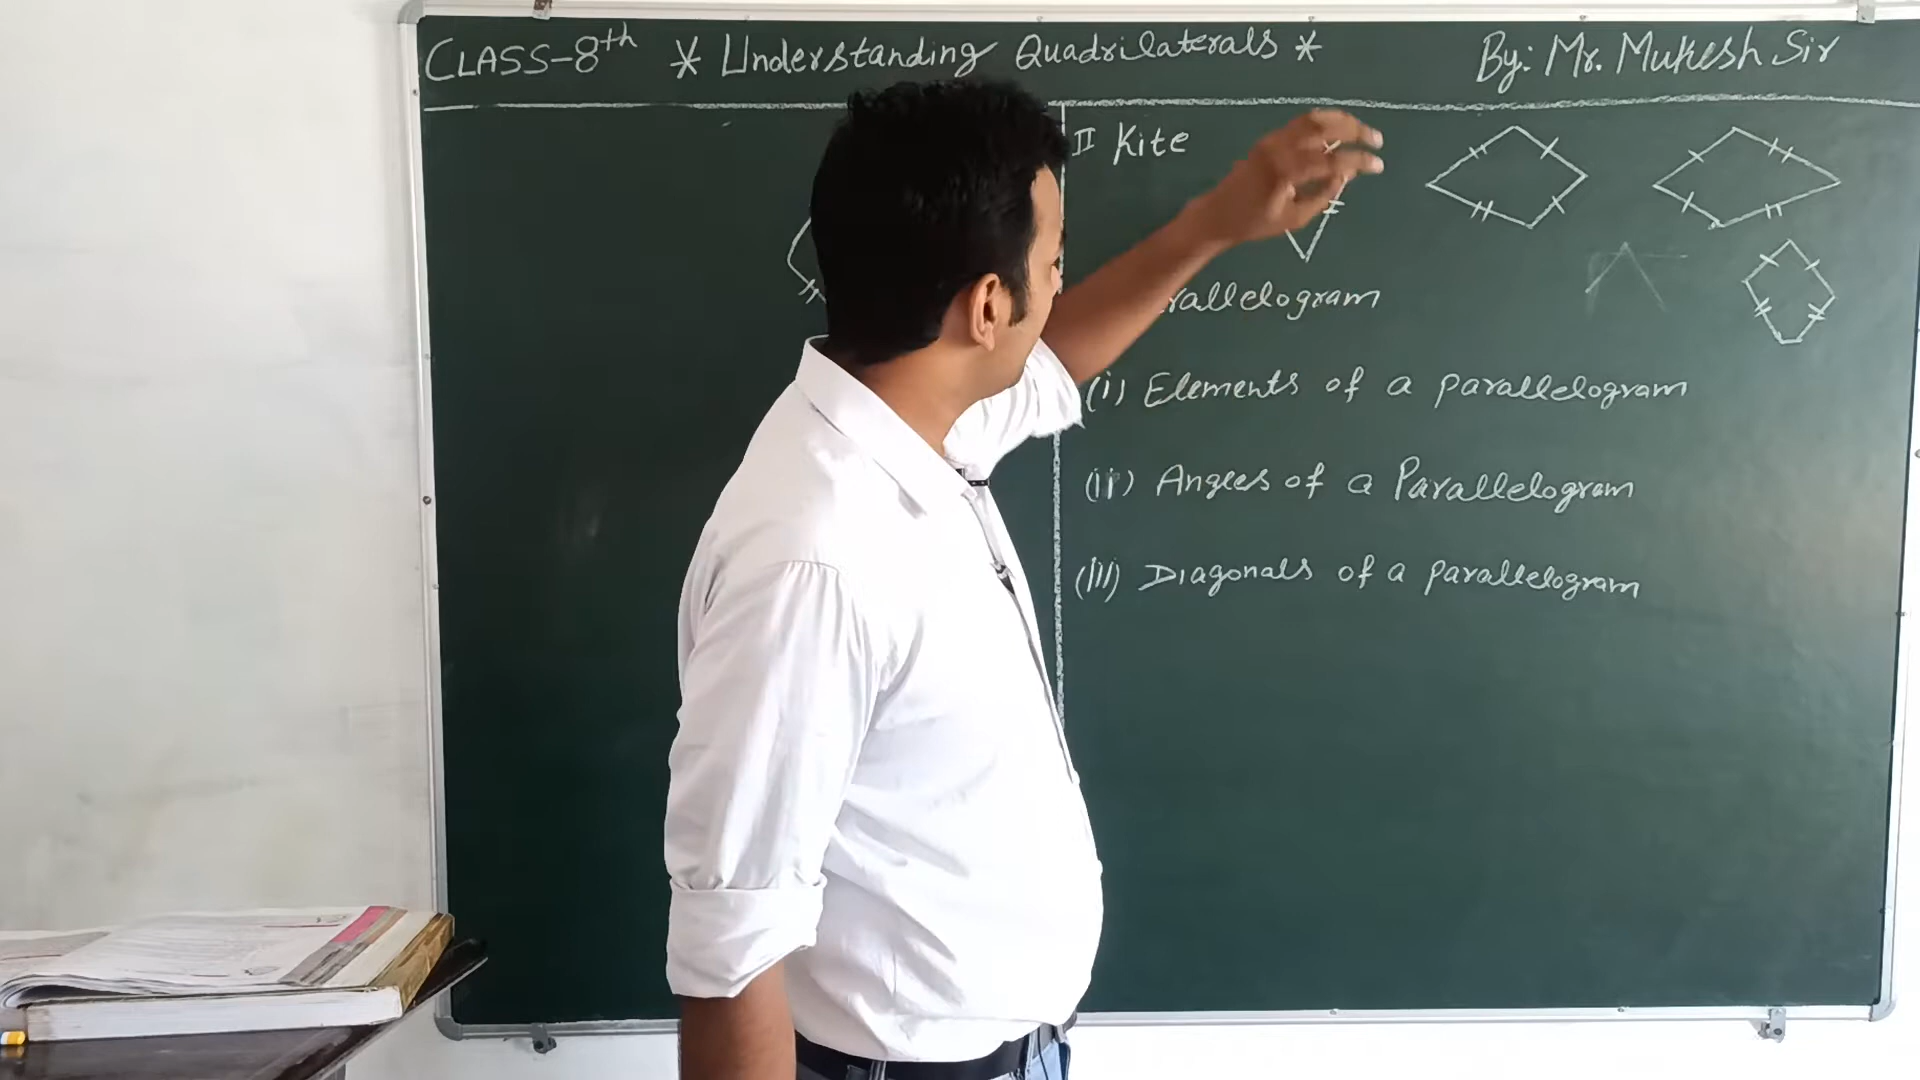 CLASS-8th * Understanding Quadrilaterals * By: Mr. Mukesh Sir
II Kite
rallelogram
(i) Elements of a parallelogram
(ii) Angles of a Parallelogram
(iii) Diagonals of a parallelogram